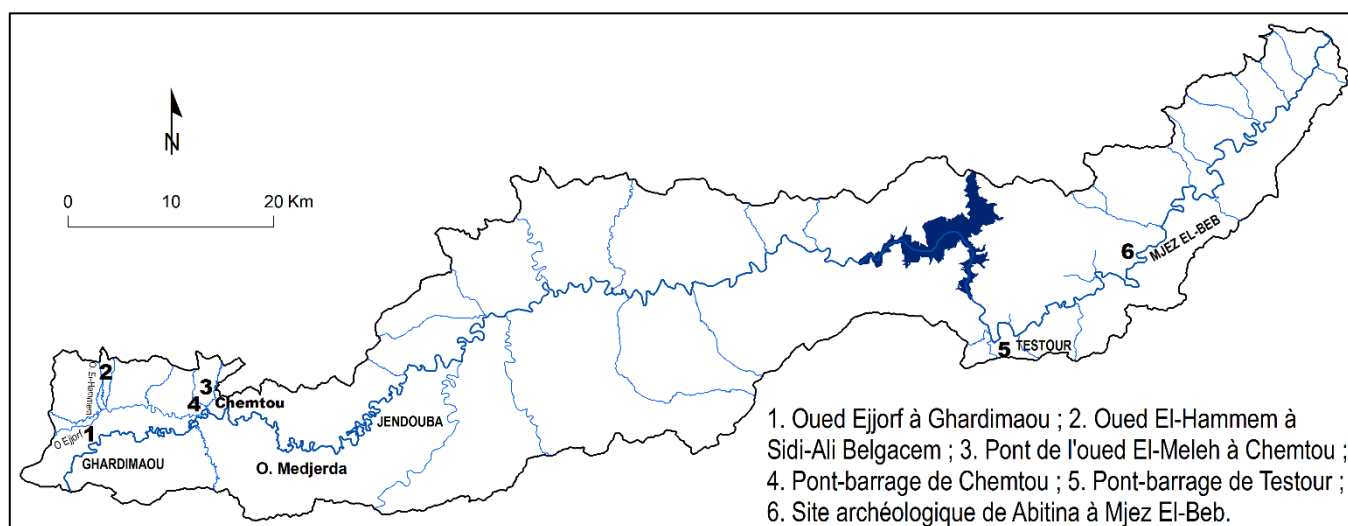 N
0 10 20 Km
6
MJEZ EL-BEB
5 TESTOUR
2
O El-Hammem
3
4 Chemtou
1
O Ejjorf
JENDOUBA
GHARDIMAOU
O. Medjerda
1. Oued Ejjorf à Ghardimaou ; 2. Oued El-Hammem à
Sidi-Ali Belgacem ; 3. Pont de l'oued El-Meleh à Chemtou ;
4. Pont-barrage de Chemtou ; 5. Pont-barrage de Testour ;
6. Site archéologique de Abitina à Mjez El-Beb.